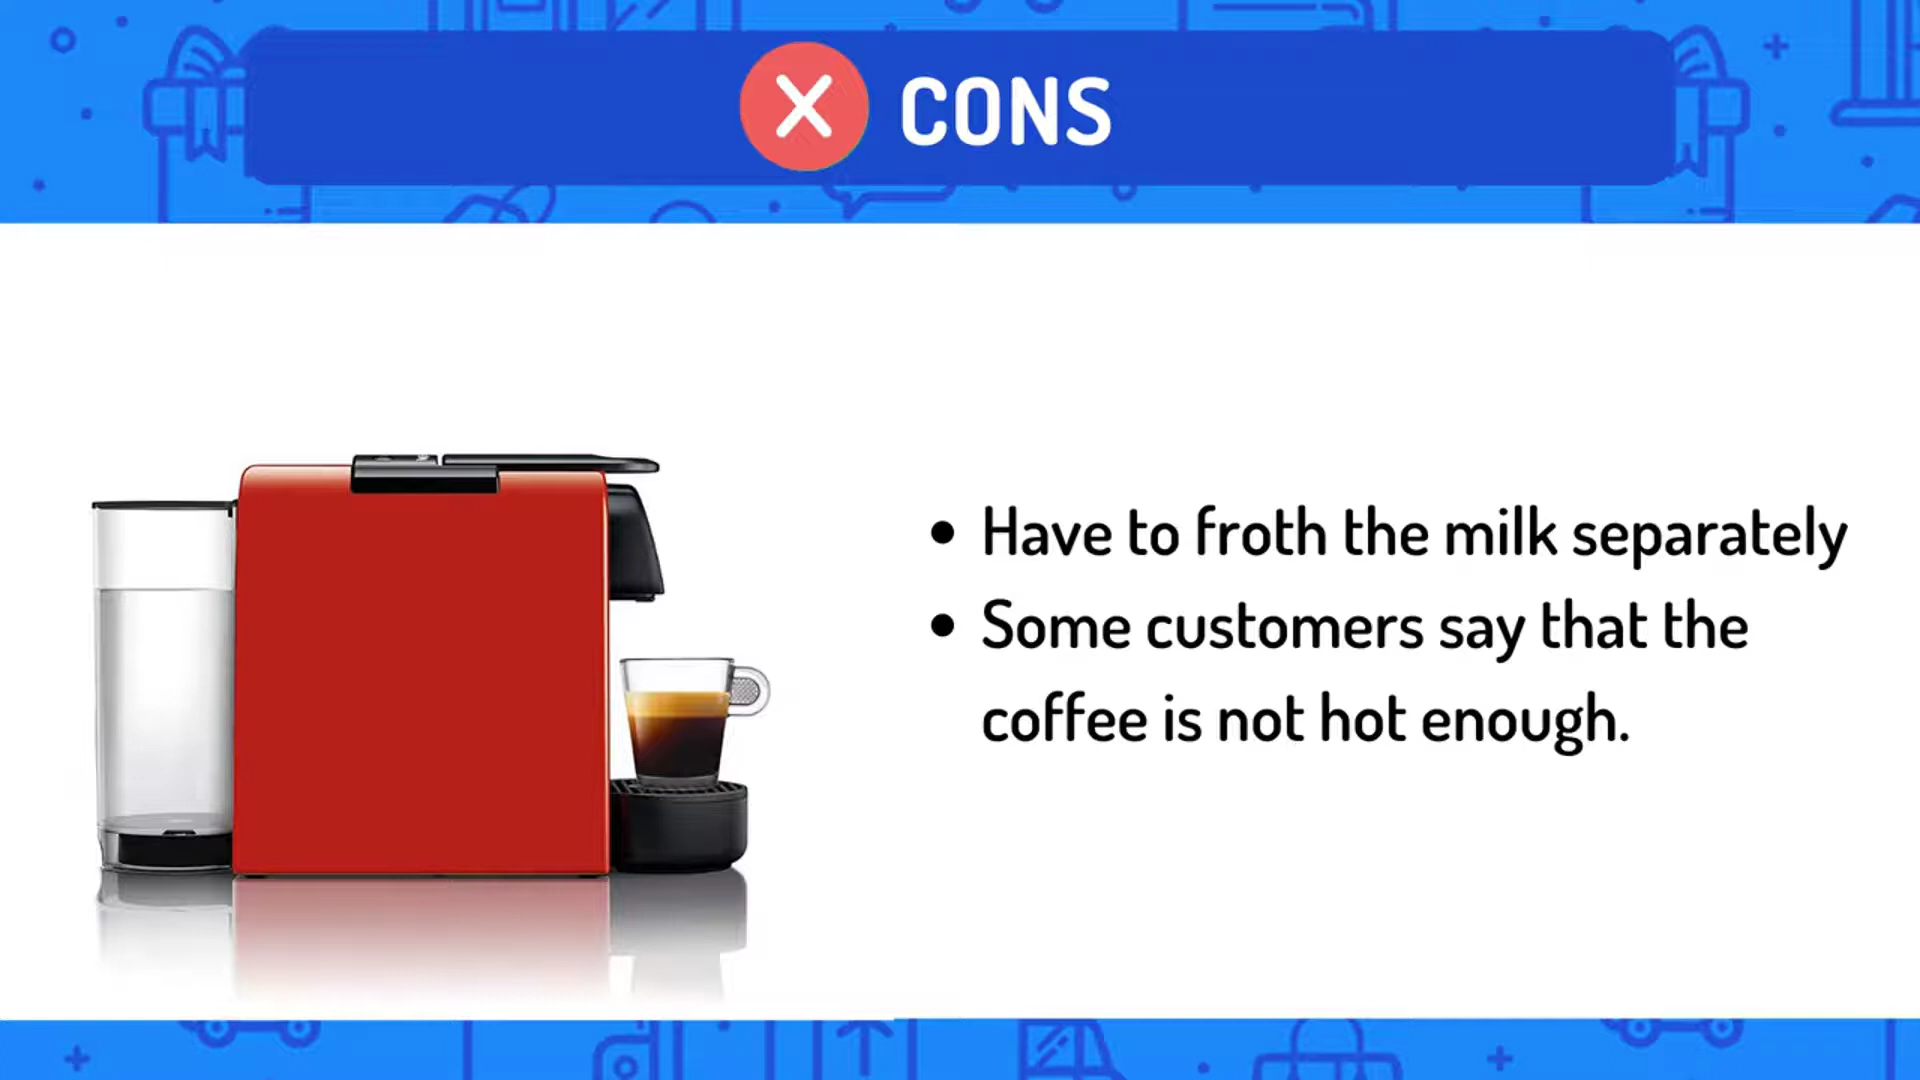 CONS
• Have to froth the milk separately
• Some customers say that the
coffee is not hot enough.